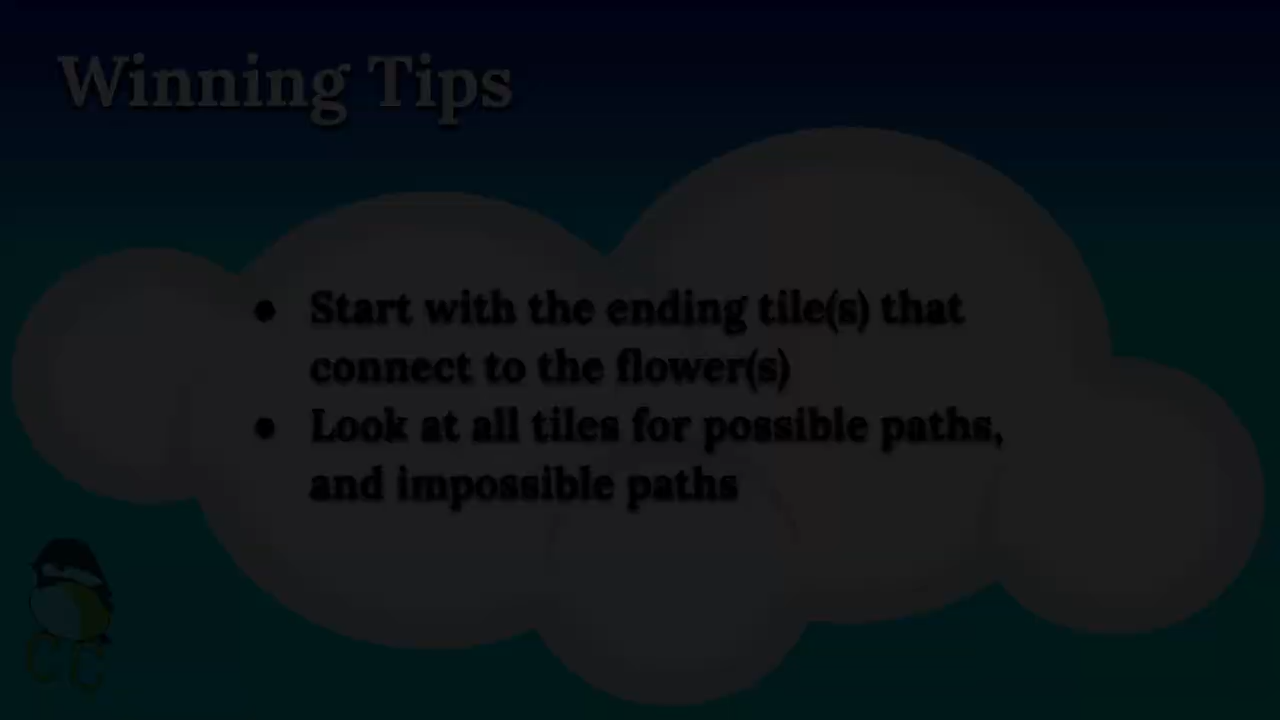 Winning Tips
● Start with the ending tile(s) that
connect to the flower(s)
● Look at all tiles for possible paths,
and impossible paths
CC